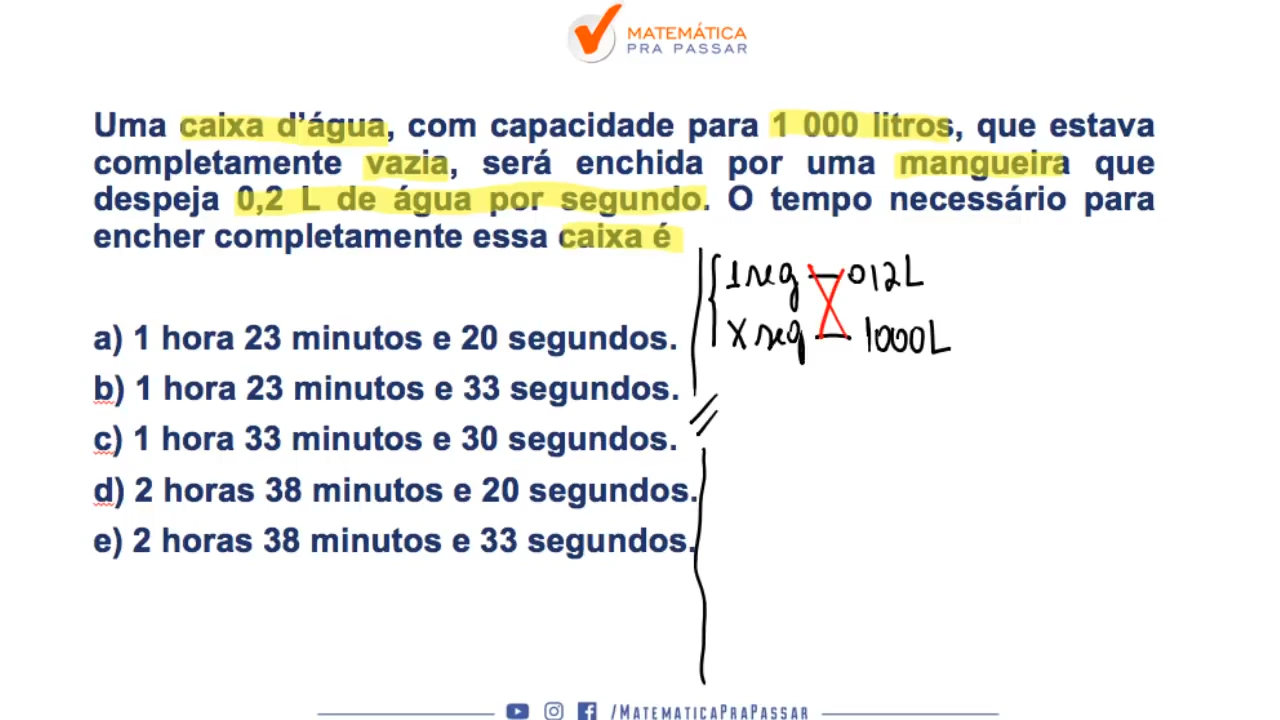 MATEMÁTICA
PRA PASSAR
Uma caixa d’água, com capacidade para 1 000 litros, que estava
completamente vazia, será enchida por uma mangueira que
despeja 0,2 L de água por segundo. O tempo necessário para
encher completamente essa caixa é
1 seg 0,2 L
x seg 1000L
a) 1 hora 23 minutos e 20 segundos.
b) 1 hora 23 minutos e 33 segundos.
c) 1 hora 33 minutos e 30 segundos.
d) 2 horas 38 minutos e 20 segundos.
e) 2 horas 38 minutos e 33 segundos.
/MATEMATICAPRAPASSAR